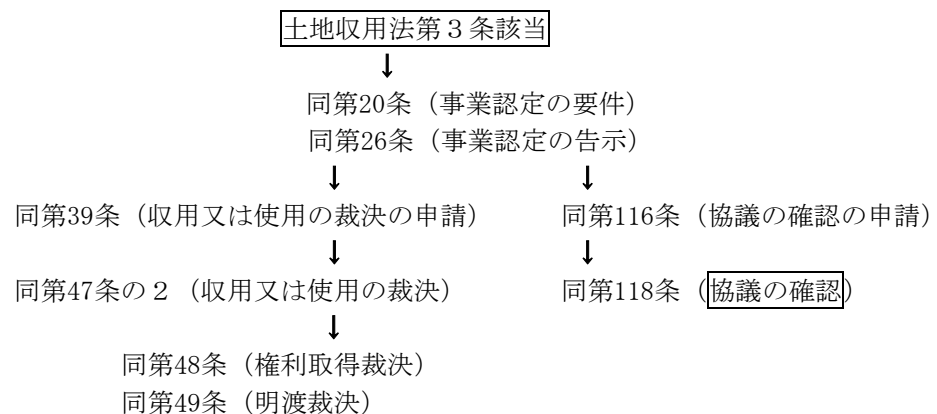 土地収用法第３条該当
↓
同第20条（事業認定の要件）
同第26条（事業認定の告示）
↓ ↓
同第39条（収用又は使用の裁決の申請） 同第116条（協議の確認の申請）
↓ ↓
同第47条の２（収用又は使用の裁決） 同第118条（協議の確認）
↓
同第48条（権利取得裁決）
同第49条（明渡裁決）